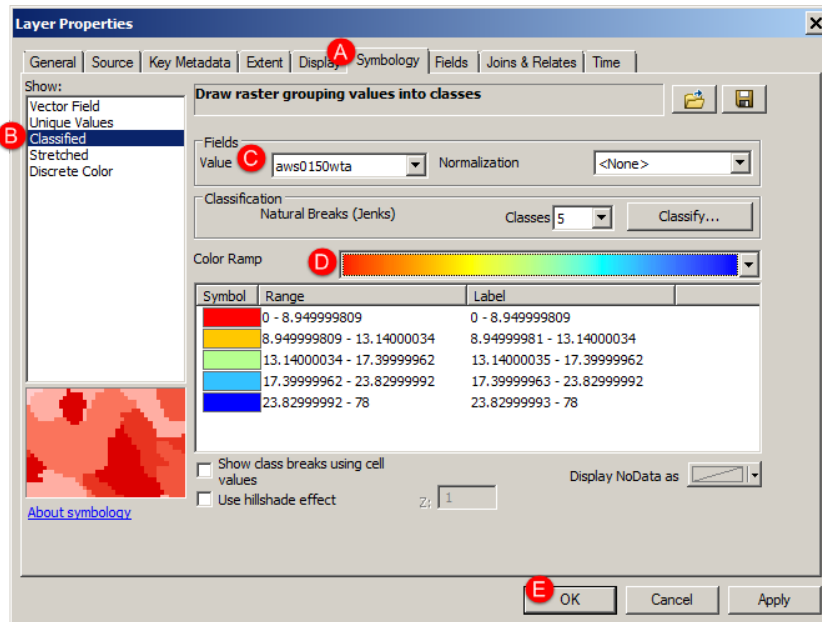 Layer Properties
A
General Source Key Metadata Extent Display Symbology Fields Joins & Relates Time
Show:
Vector Field
Unique Values
B
Classified
Stretched
Discrete Color
Draw raster grouping values into classes
Fields
Value C aws0150wta Normalization <None>
Classification
Natural Breaks (Jenks) Classes 5 Classify...
Color Ramp D
Symbol Range Label
0 - 8.949999809 0 - 8.949999809
8.949999809 - 13.14000034 8.94999981 - 13.14000034
13.14000034 - 17.39999962 13.14000035 - 17.39999962
17.39999962 - 23.82999992 17.39999963 - 23.82999992
23.82999992 - 78 23.82999993 - 78
Show class breaks using cell
values
Display NoData as
Use hillshade effect Z: 1
About symbology
E
OK Cancel Apply